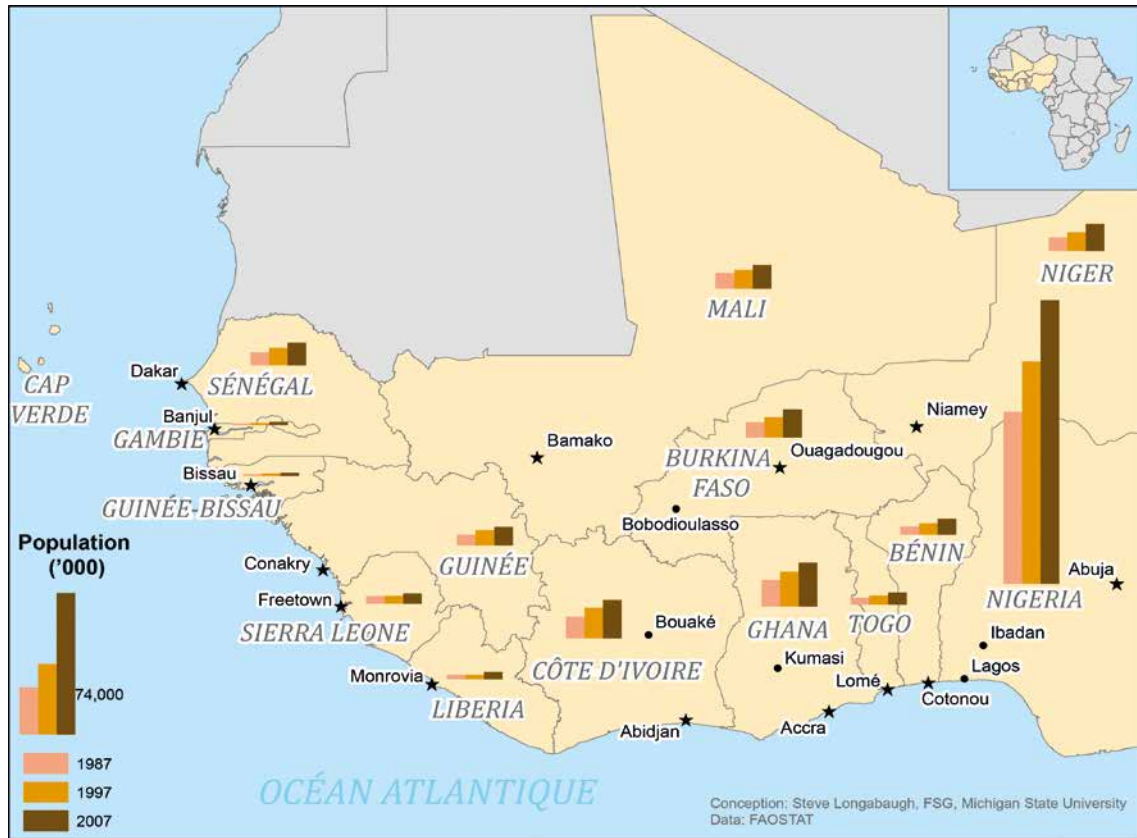 NIGER
MALI
Dakar
SÉNÉGAL
CAP
VERDE
Banjul
GAMBIE
Niamey
Bamako
BURKINA
FASO
Ouagadougou
Bissau
GUINÉE-BISSAU
Bobodioulasso
Population
('000)
74,000
1987
1997
2007
Conakry
GUINÉE
BÉNIN
Abuja
NIGERIA
Freetown
SIERRA LEONE
Bouaké
GHANA
TOGO
Ibadan
CÔTE D'IVOIRE
Kumasi
Lagos
Monrovia
LIBERIA
Lomé
Cotonou
Abidjan
Accra
OCÉAN ATLANTIQUE
Conception: Steve Longabaugh, FSG, Michigan State University
Data: FAOSTAT